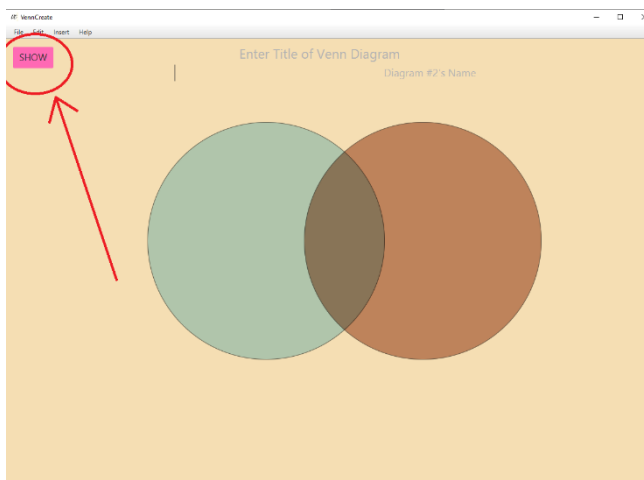 VennCreate
File Edit Insert Help
SHOW
Enter Title of Venn Diagram
Diagram #2's Name